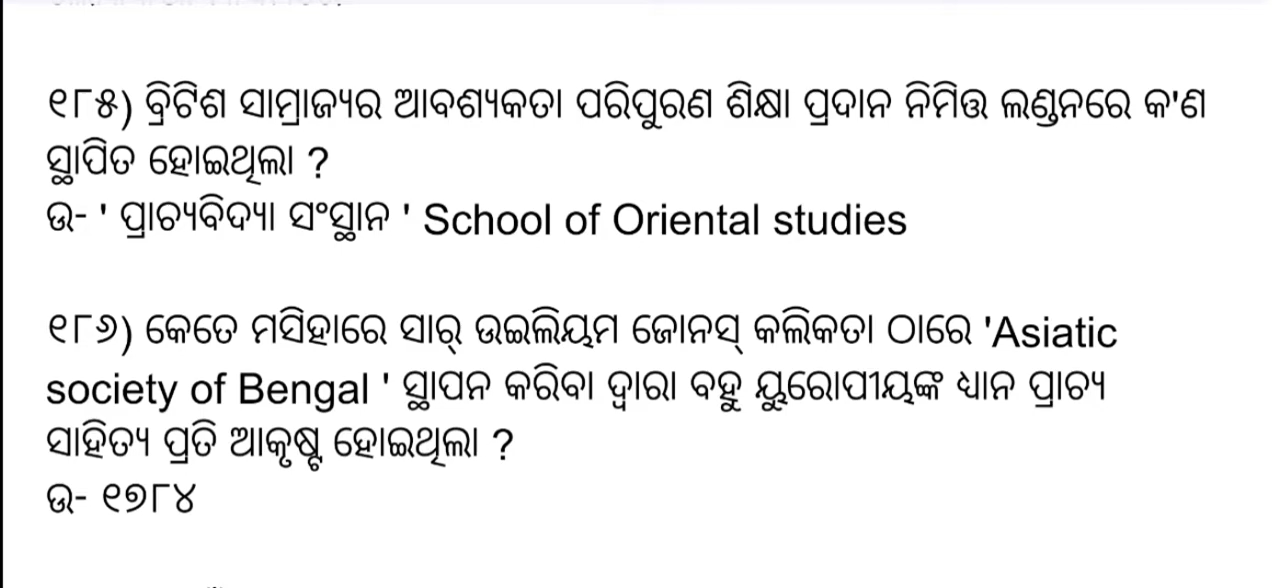 ୧୮୫) ବ୍ରିଟିଶ ସାମ୍ରାଜ୍ୟର ଆବଶ୍ୟକତା ପରିପୁରଣ ଶିକ୍ଷା ପ୍ରଦାନ ନିମିତ୍ତ ଲଣ୍ଡନରେ କ'ଣ
ସ୍ଥାପିତ ହୋଇଥିଲା ?
ଉ- ' ପ୍ରାଚ୍ୟବିଦ୍ୟା ସଂସ୍ଥାନ ' School of Oriental studies
୧୮୬) କେତେ ମସିହାରେ ସାର୍ ଉଇଲିୟମ ଜୋନସ୍ କଲିକତା ଠାରେ 'Asiatic
society of Bengal ' ସ୍ଥାପନ କରିବା ଦ୍ୱାରା ବହୁ ୟୁରୋପୀୟଙ୍କ ଧ୍ୟାନ ପ୍ରାଚ୍ୟ
ସାହିତ୍ୟ ପ୍ରତି ଆକୃଷ୍ଟ ହୋଇଥିଲା ?
ଉ- ୧୭୮୪